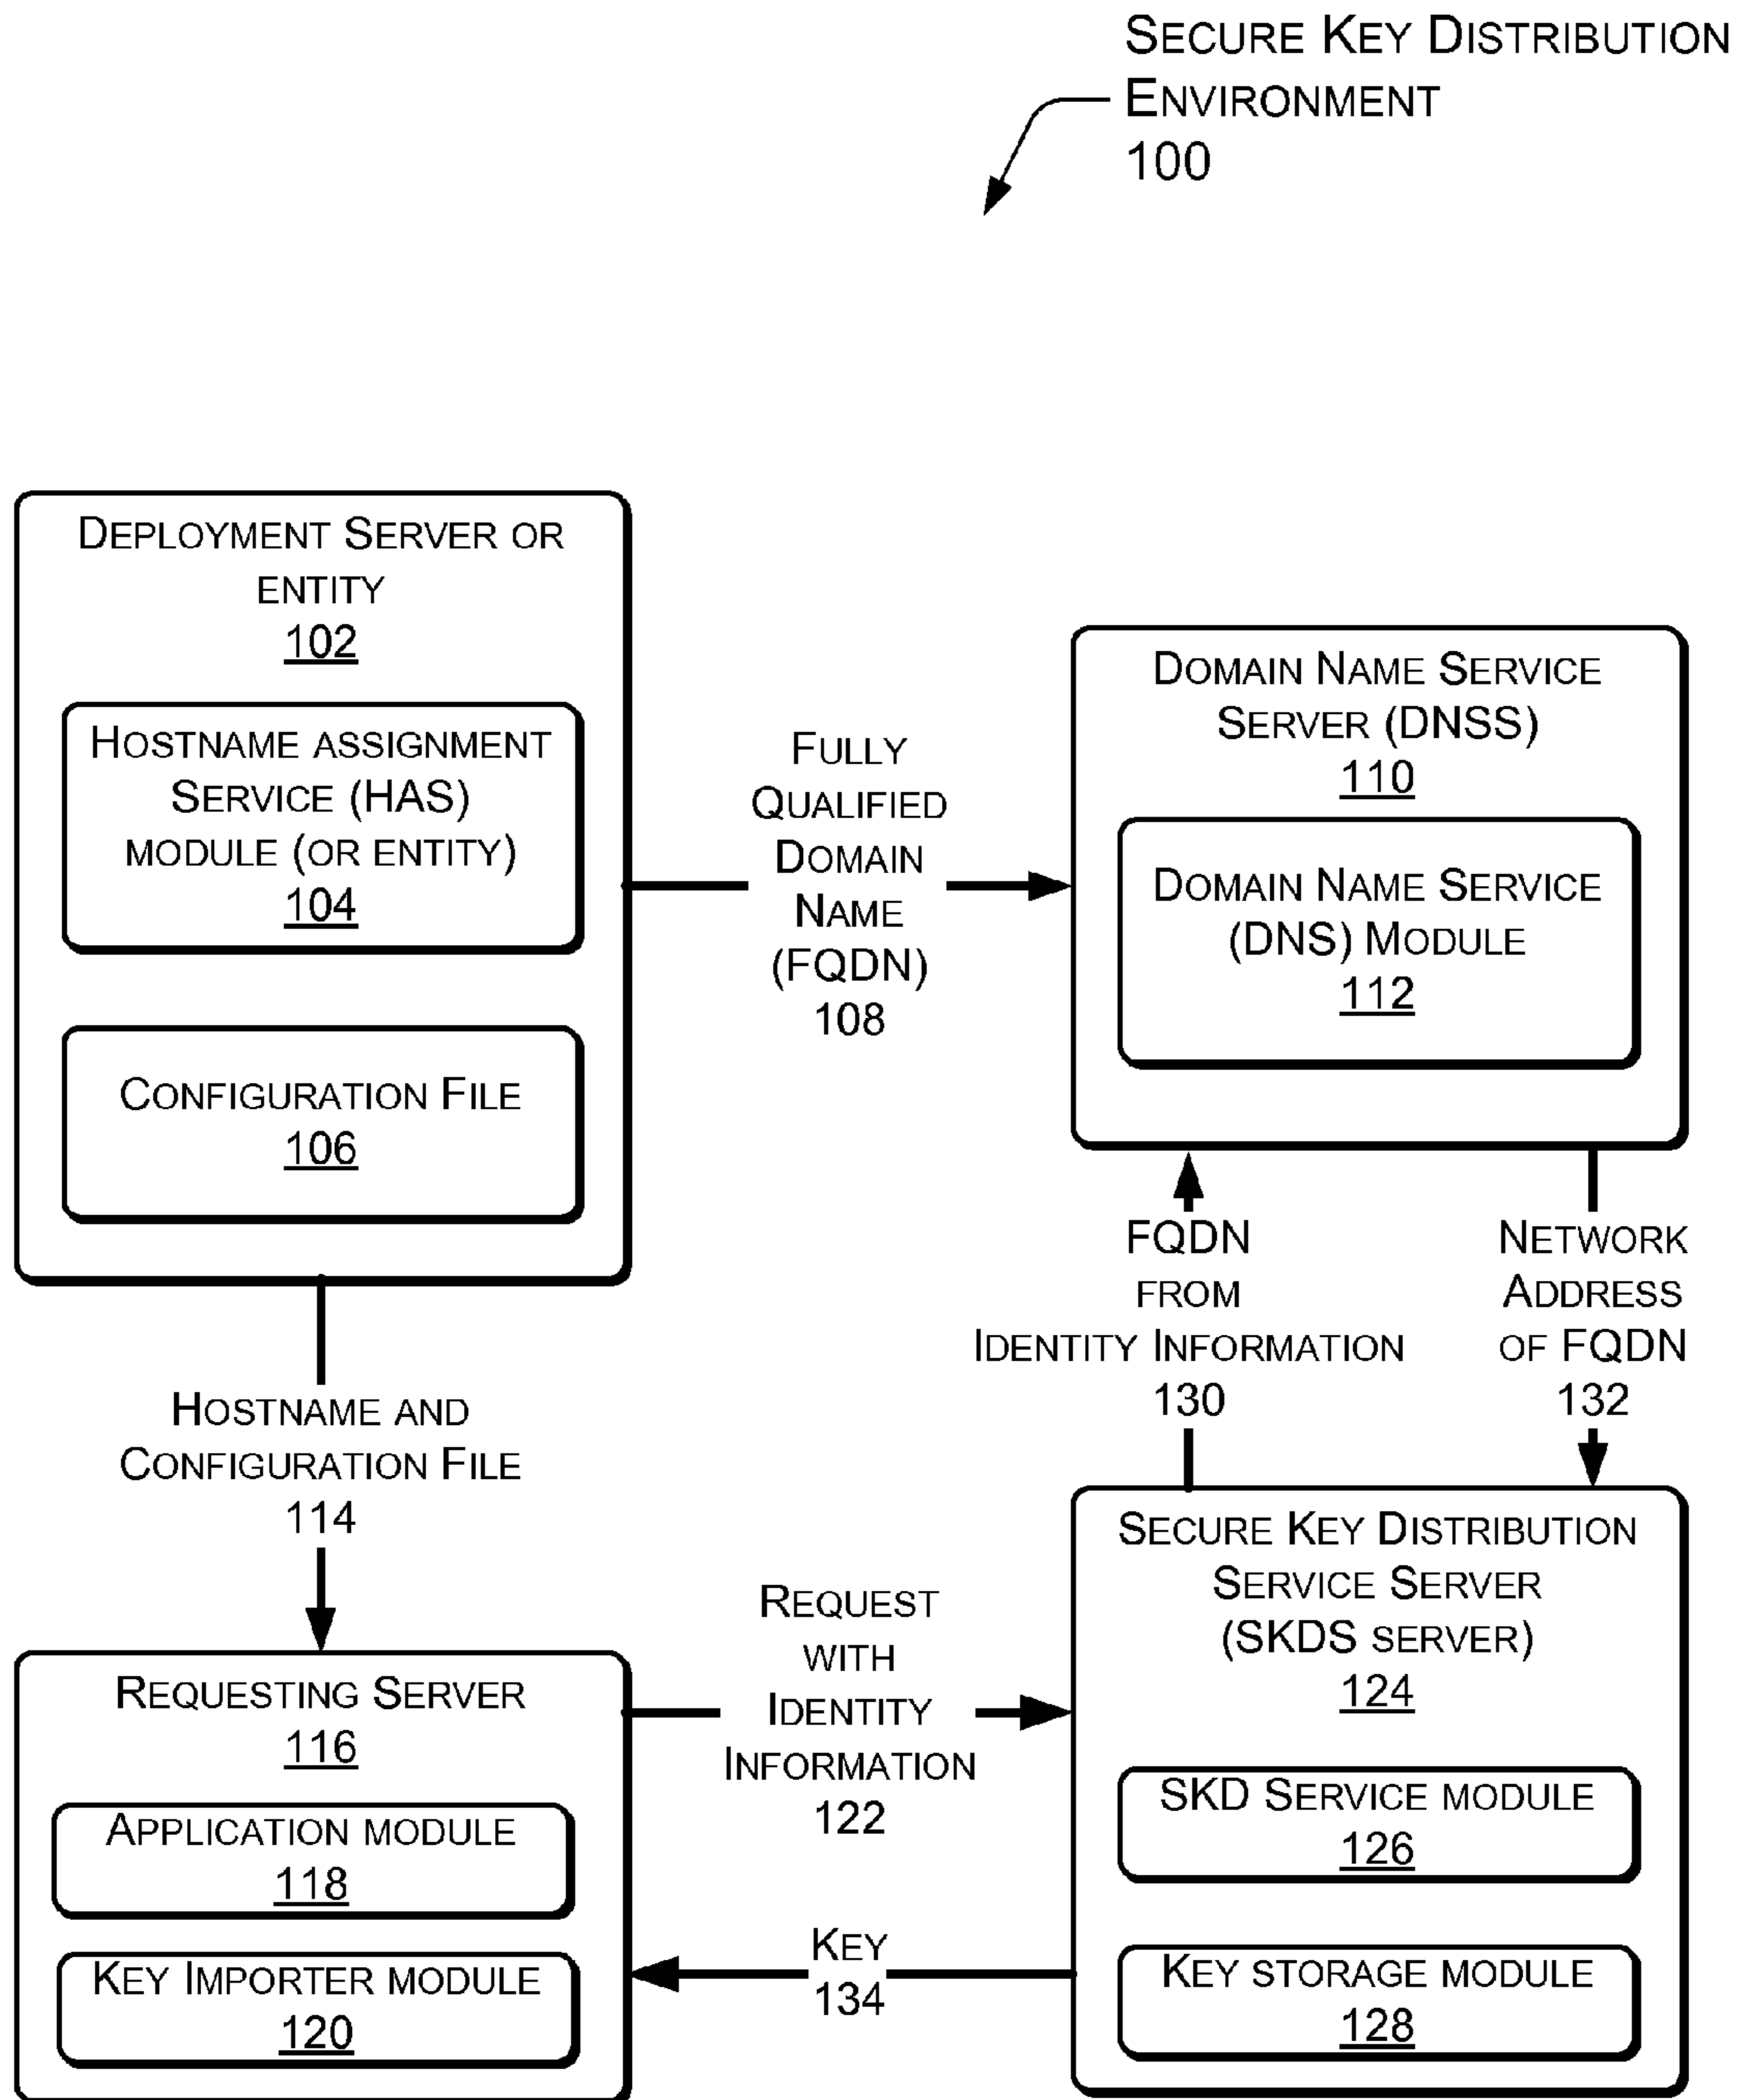 SECURE KEY DISTRIBUTION
ENVIRONMENT
100
DEPLOYMENT SERVER OR
ENTITY
102
HOSTNAME ASSIGNMENT
SERVICE (HAS)
MODULE (OR ENTITY)
104
CONFIGURATION FILE
106
FULLY
QUALIFIED
DOMAIN
NAME
(FQDN)
108
DOMAIN NAME SERVICE
SERVER (DNSS)
110
DOMAIN NAME SERVICE
(DNS) MODULE
112
HOSTNAME AND
CONFIGURATION FILE
114
FQDN
FROM
IDENTITY INFORMATION
130
NETWORK
ADDRESS
OF FQDN
132
REQUESTING SERVER
116
APPLICATION MODULE
118
KEY IMPORTER MODULE
120
REQUEST
WITH
IDENTITY
INFORMATION
122
KEY
134
SECURE KEY DISTRIBUTION
SERVICE SERVER
(SKDS SERVER)
124
SKD SERVICE MODULE
126
KEY STORAGE MODULE
128